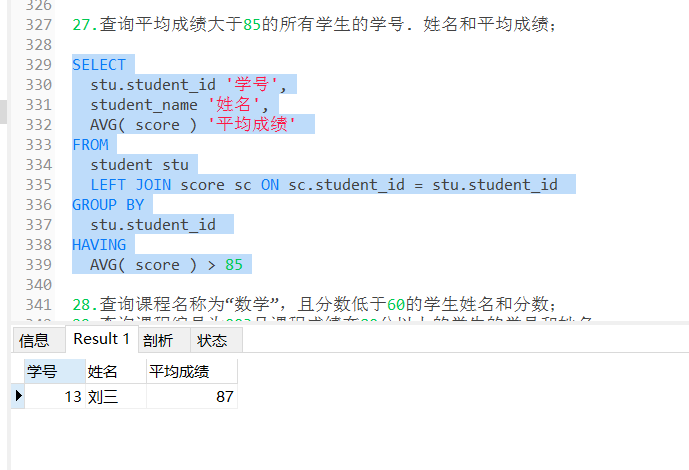 326
327 27.查询平均成绩大于85的所有学生的学号. 姓名和平均成绩;
328
329 SELECT
330 stu.student_id '学号',
331 student_name '姓名',
332 AVG( score ) '平均成绩'
333 FROM
334 student stu
335 LEFT JOIN score sc ON sc.student_id = stu.student_id
336 GROUP BY
337 stu.student_id
338 HAVING
339 AVG( score ) > 85
340
341 28.查询课程名称为“数学”, 且分数低于60的学生姓名和分数;
信息 Result 1 剖析 状态
学号 姓名 平均成绩
13 刘三 87